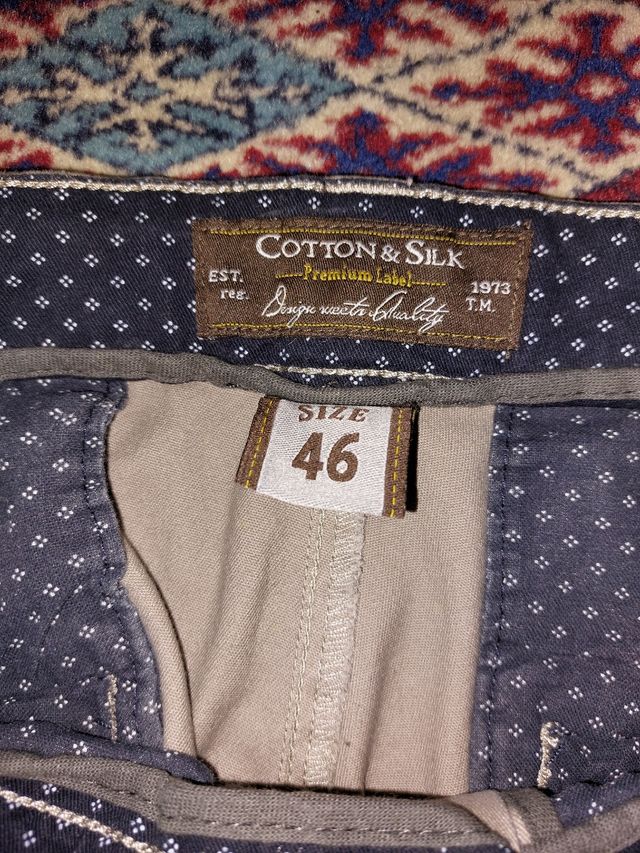 COTTON & SILK
Premium Label
EST.
reg.
1973
T.M.
Design meets Quality
SIZE
46